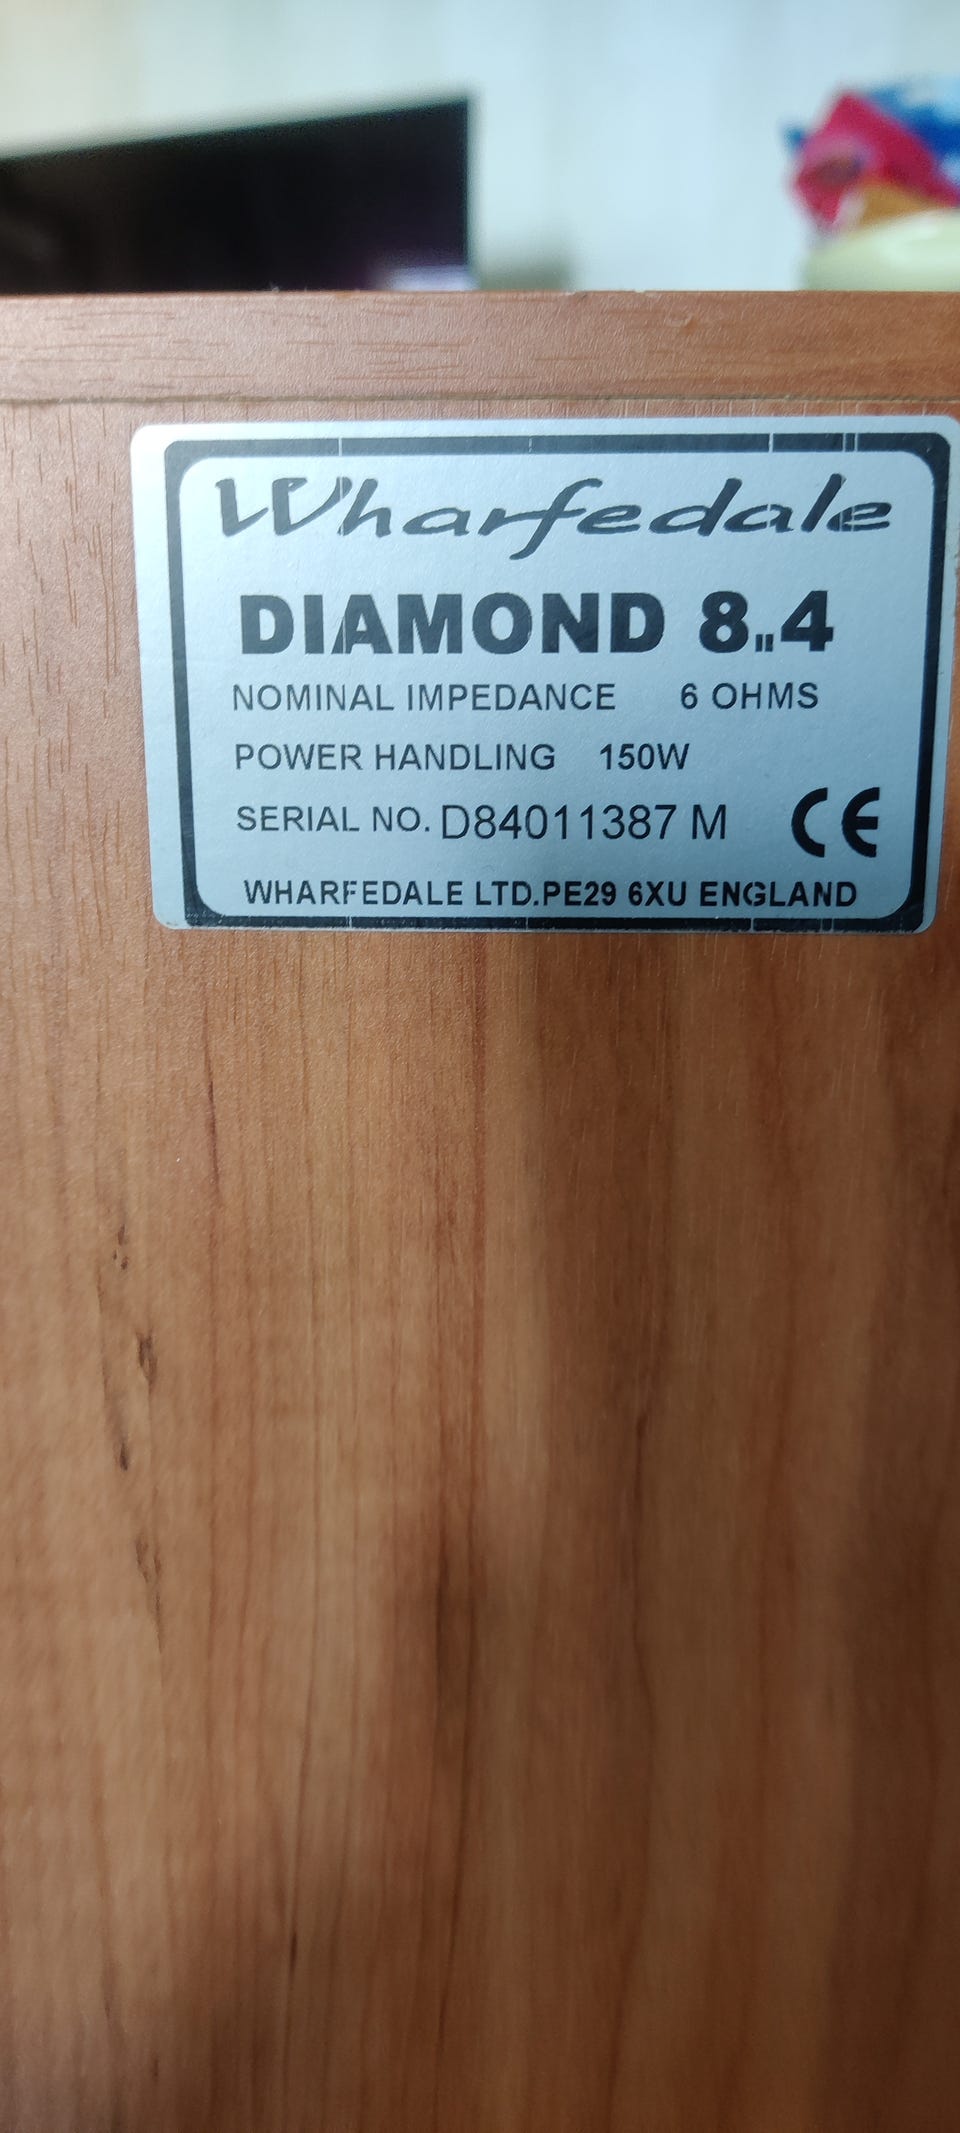 Wharfedale
DIAMOND 8.4
NOMINAL IMPEDANCE 6 OHMS
POWER HANDLING 150W
SERIAL NO. D84011387 M CE
WHARFEDALE LTD.PE29 6XU ENGLAND